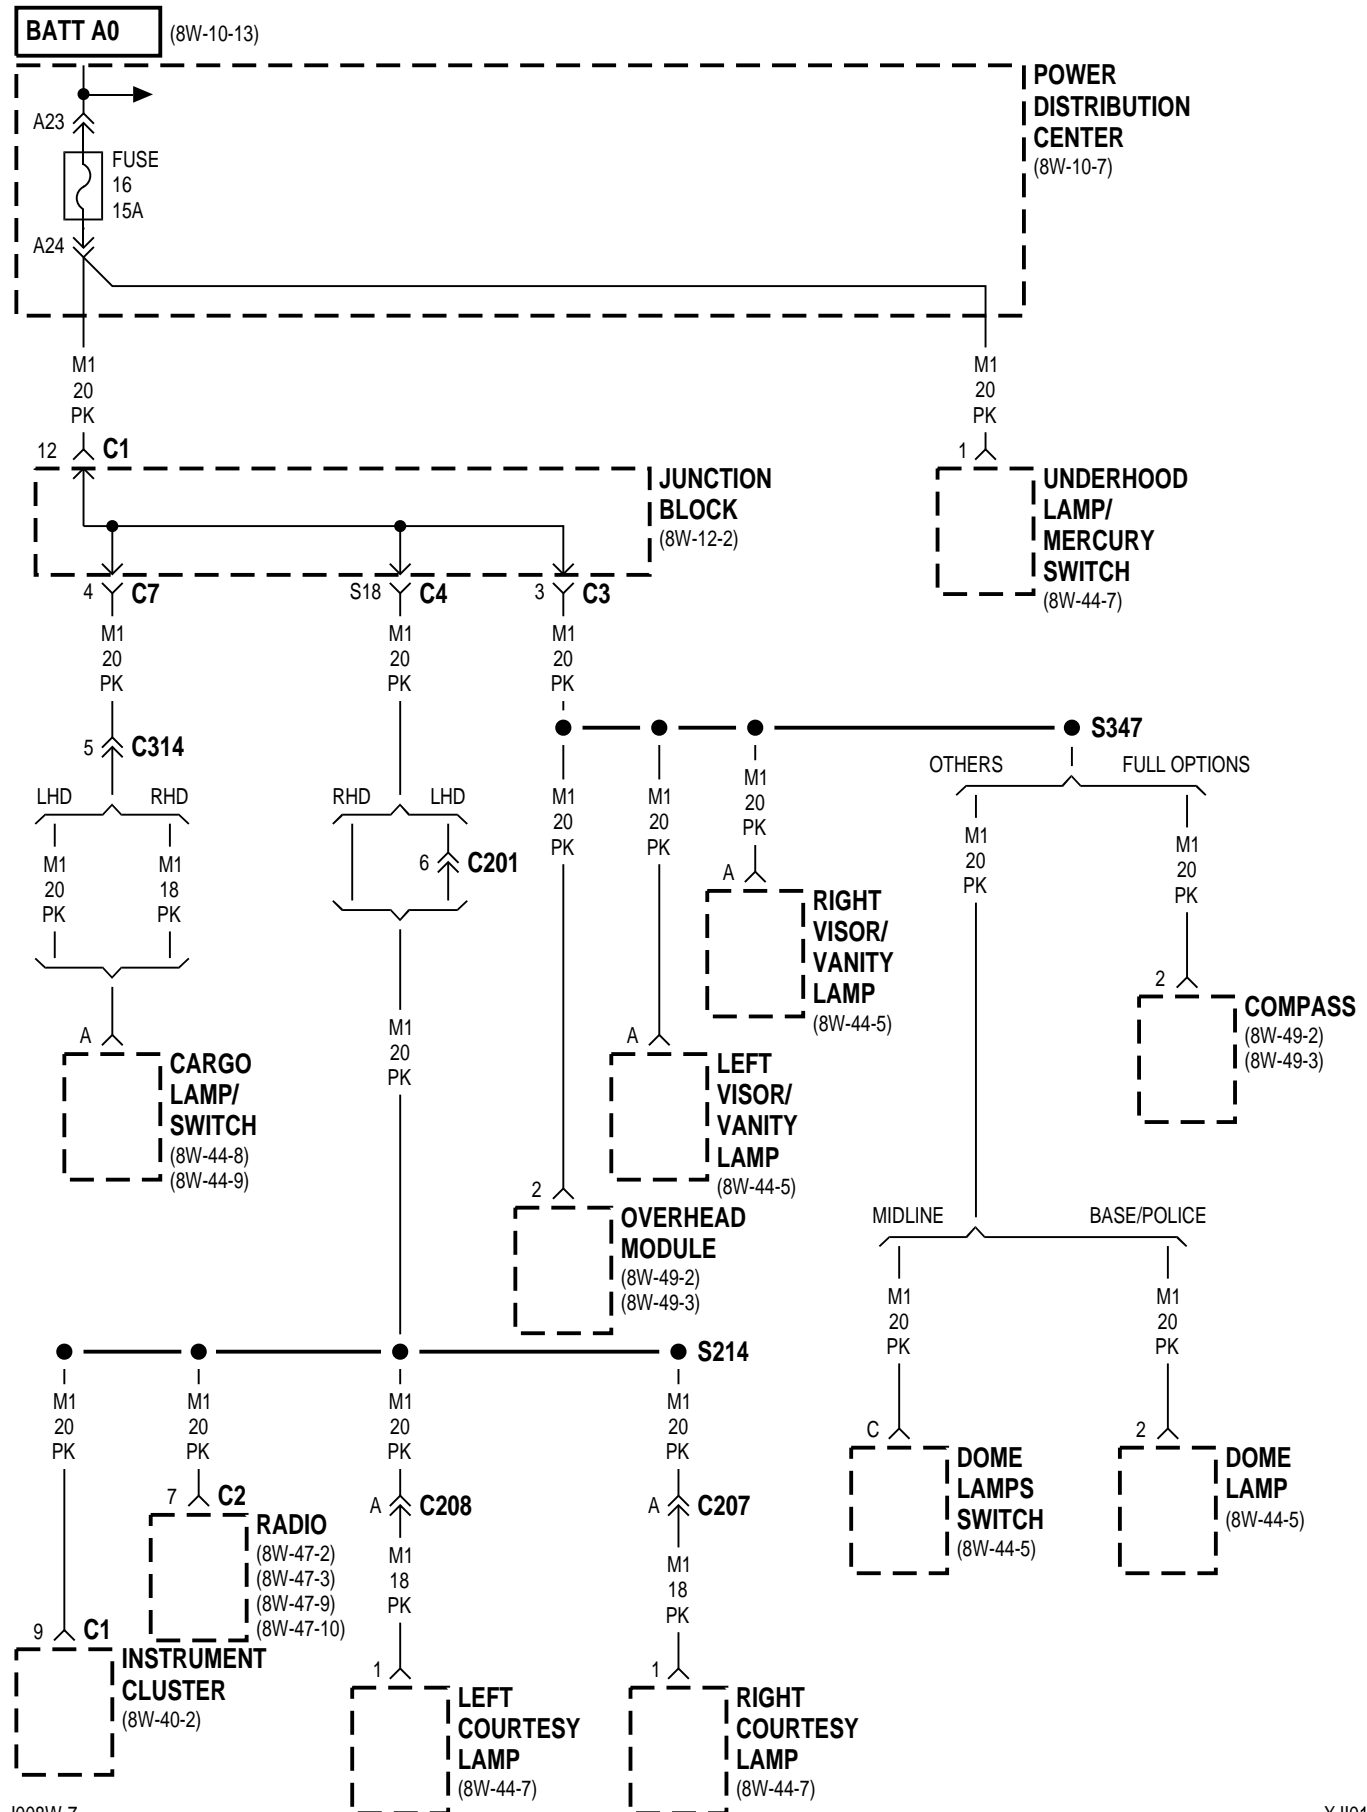 BATT A0
(8W-10-13)
POWER
DISTRIBUTION
CENTER
(8W-10-7)
A23
FUSE
16
15A
A24
M1
20
PK
M1
20
PK
12
C1
1
JUNCTION
BLOCK
(8W-12-2)
UNDERHOOD
LAMP/
MERCURY
SWITCH
(8W-44-7)
4
C7
S18
C4
3
C3
M1
20
PK
M1
20
PK
M1
20
PK
5
C314
S347
OTHERS
FULL OPTIONS
LHD
RHD
RHD
LHD
M1
20
PK
M1
18
PK
6
C201
M1
20
PK
M1
20
PK
M1
20
PK
M1
20
PK
M1
20
PK
A
RIGHT
VISOR/
VANITY
LAMP
(8W-44-5)
2
COMPASS
(8W-49-2)
(8W-49-3)
M1
20
PK
A
CARGO
LAMP/
SWITCH
(8W-44-8)
(8W-44-9)
A
LEFT
VISOR/
VANITY
LAMP
(8W-44-5)
2
OVERHEAD
MODULE
(8W-49-2)
(8W-49-3)
MIDLINE
BASE/POLICE
M1
20
PK
M1
20
PK
S214
M1
20
PK
M1
20
PK
M1
20
PK
M1
20
PK
C
DOME
LAMPS
SWITCH
(8W-44-5)
2
DOME
LAMP
(8W-44-5)
7
C2
RADIO
(8W-47-2)
(8W-47-3)
(8W-47-9)
(8W-47-10)
A
C208
A
C207
M1
18
PK
M1
18
PK
9
C1
INSTRUMENT
CLUSTER
(8W-40-2)
1
LEFT
COURTESY
LAMP
(8W-44-7)
1
RIGHT
COURTESY
LAMP
(8W-44-7)